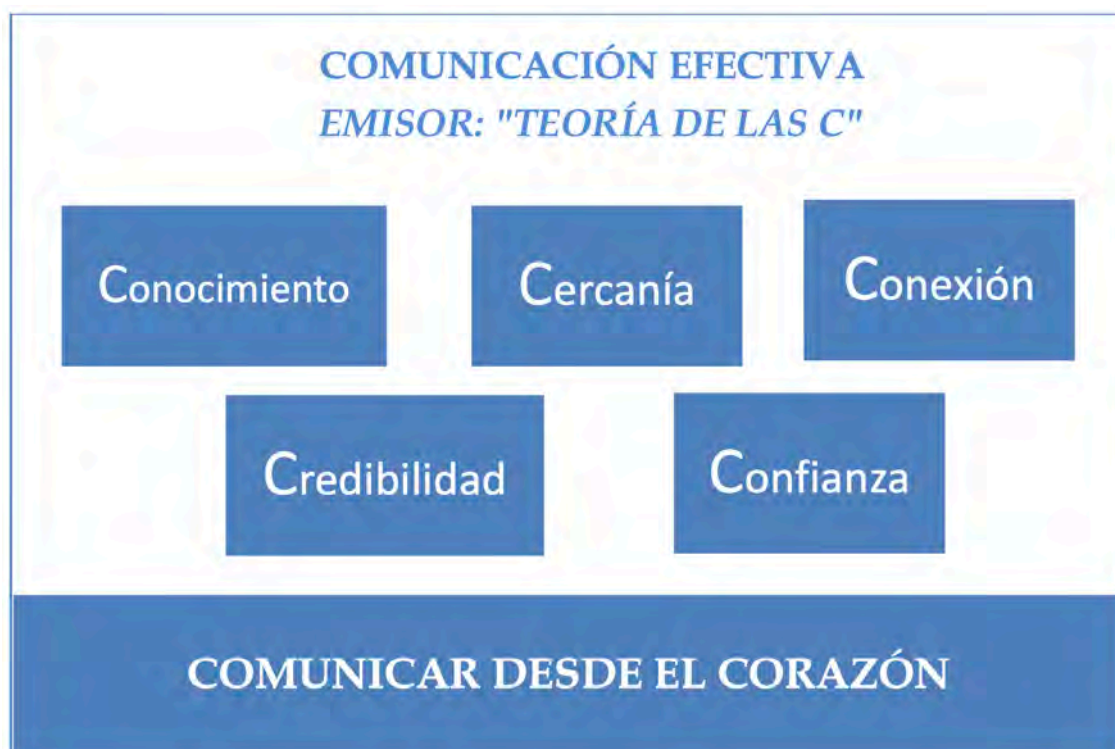 COMUNICACIÓN EFECTIVA
EMISOR: "TEORÍA DE LAS C"
Conocimiento
Cercanía
Conexión
Credibilidad
Confianza
COMUNICAR DESDE EL CORAZÓN